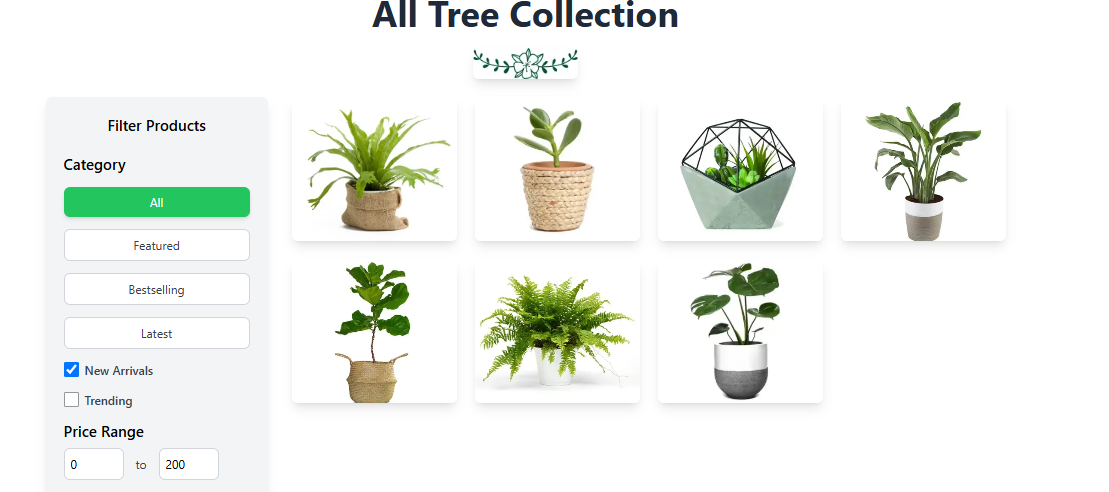 All Tree Collection
Filter Products
Category
All
Featured
Bestselling
Latest
New Arrivals
Trending
Price Range
0 to 200